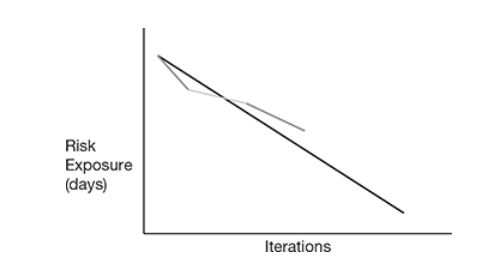 Risk
Exposure
(days)
Iterations